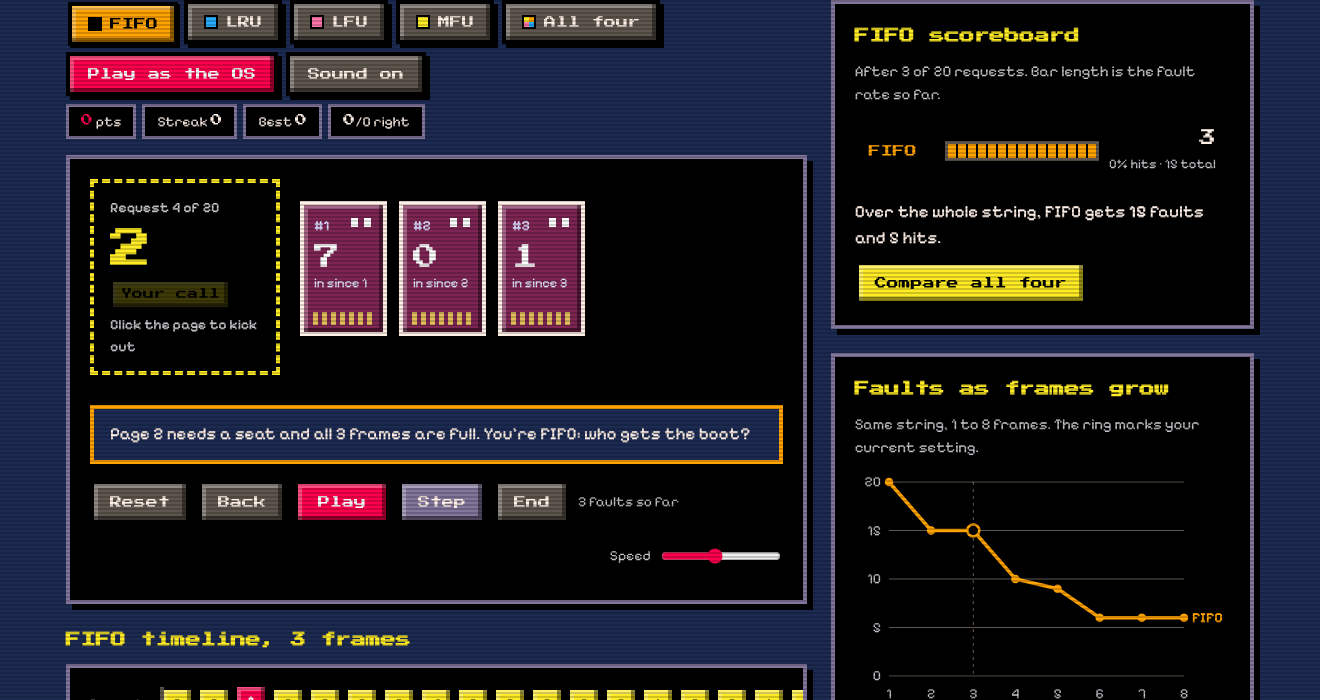 FIFO LRU LFU MFU All four
Play as the OS Sound on
0 pts Streak 0 Best 0 0/0 right
Request 4 of 20
2
Your call
Click the page to kick
out
#1 #2 #3
7 0 1
in since 1 in since 2 in since 3
Page 2 needs a seat and all 3 frames are full. You're FIFO: who gets the boot?
Reset Back Play Step End 3 faults so far
Speed
FIFO timeline, 3 frames
FIFO scoreboard
After 3 of 20 requests. Bar length is the fault
rate so far.
FIFO 3
0% hits · 15 total
Over the whole string, FIFO gets 15 faults
and 5 hits.
Compare all four
Faults as frames grow
Same string, 1 to 8 frames. The ring marks your
current setting.
20
15
10
5
0
FIFO
1 2 3 4 5 6 7 8